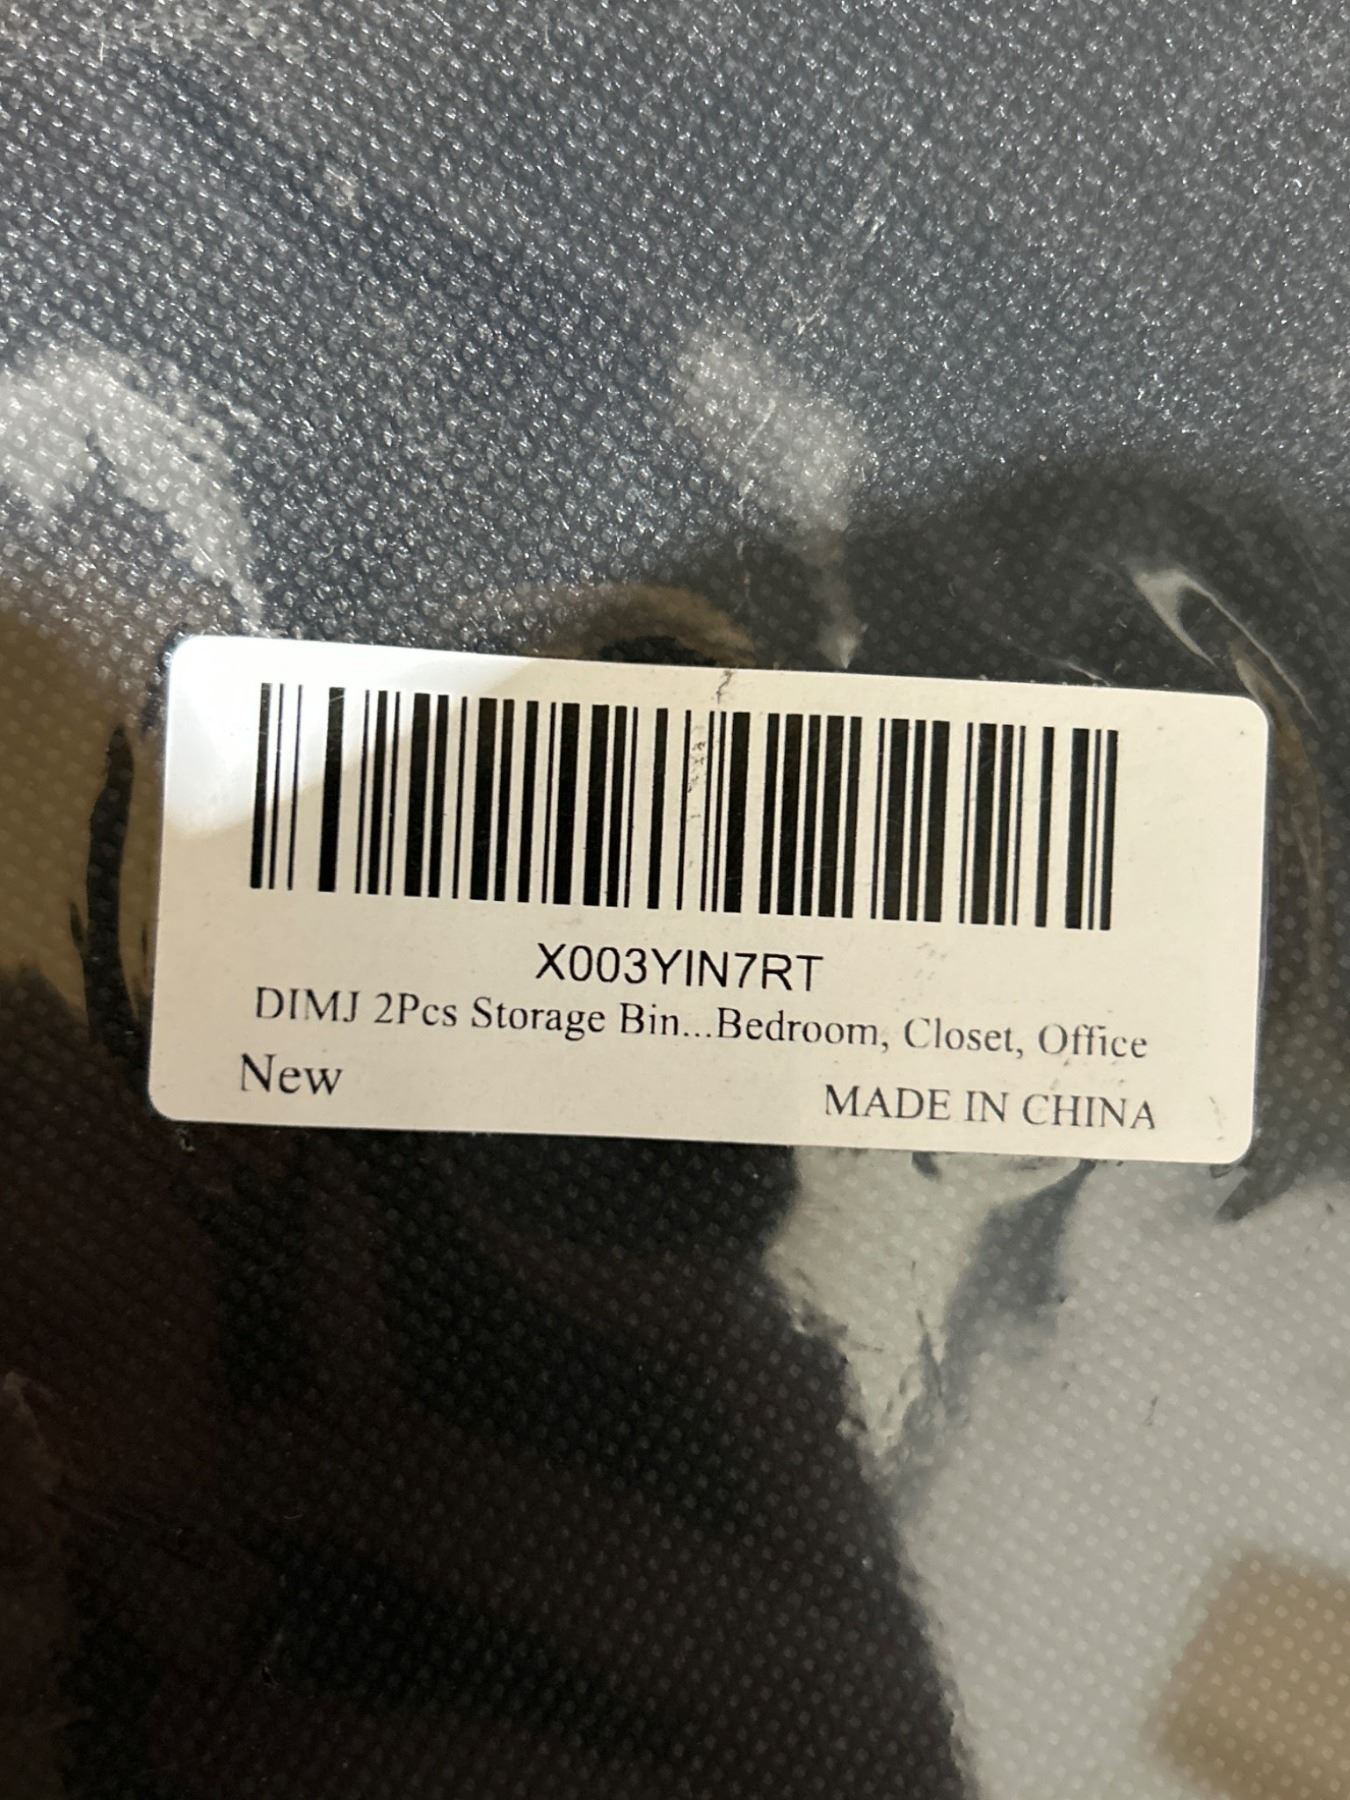 X003YIN7RT
DIMJ 2Pcs Storage Bin...Bedroom, Closet, Office
New
MADE IN CHINA